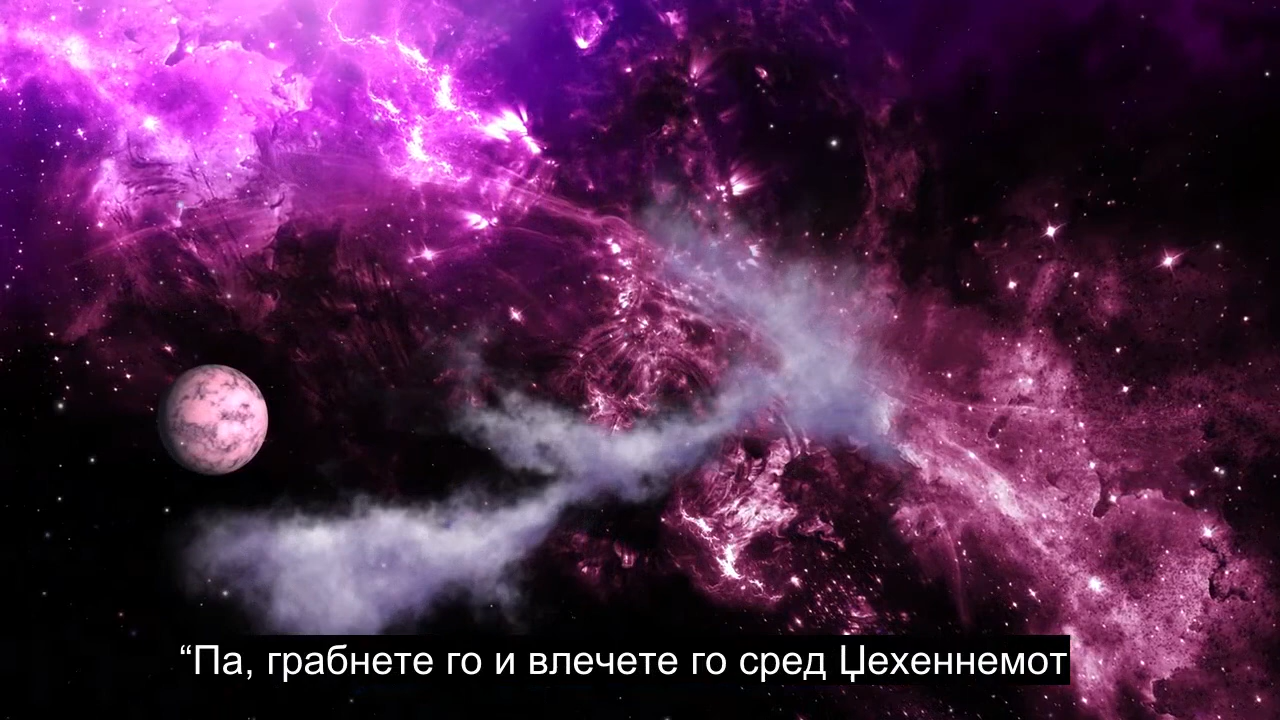 “Па, грабнете го и влечете го сред Џехеннемот